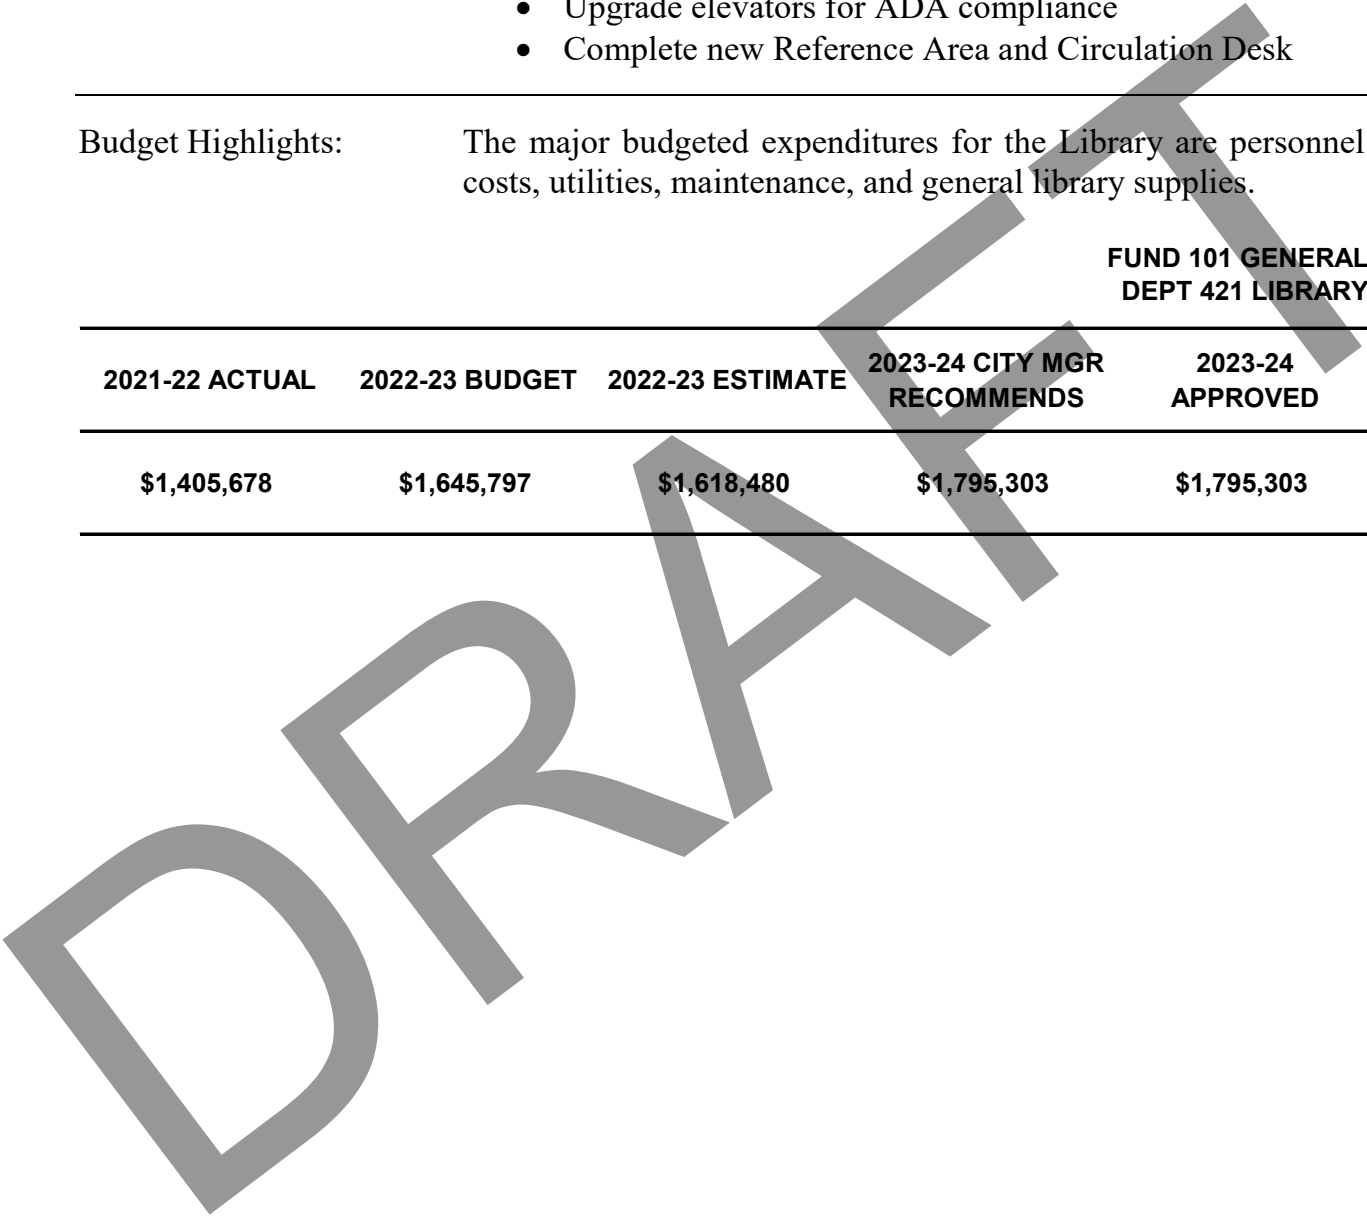 • Upgrade elevators for ADA compliance
• Complete new Reference Area and Circulation Desk
Budget Highlights: The major budgeted expenditures for the Library are personnel
costs, utilities, maintenance, and general library supplies.
FUND 101 GENERAL
DEPT 421 LIBRARY
2021-22 ACTUAL 2022-23 BUDGET 2022-23 ESTIMATE 2023-24 CITY MGR RECOMMENDS 2023-24 APPROVED
$1,405,678 $1,645,797 $1,618,480 $1,795,303 $1,795,303
DRAFT